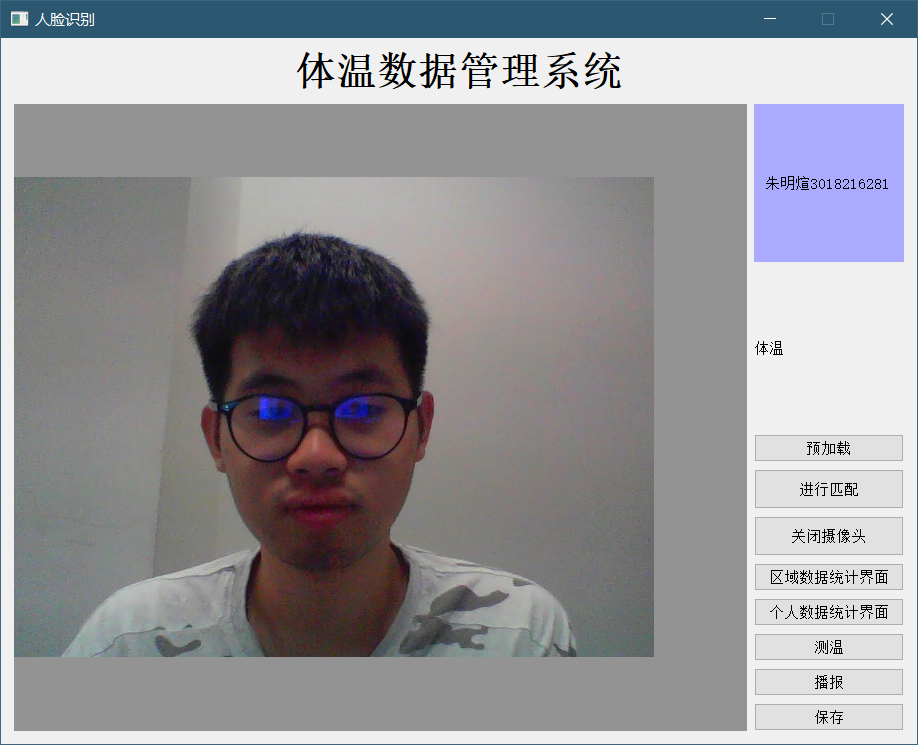 人脸识别
体温数据管理系统
朱明煊3018216281
体温
预加载
进行匹配
关闭摄像头
区域数据统计界面
个人数据统计界面
测温
播报
保存